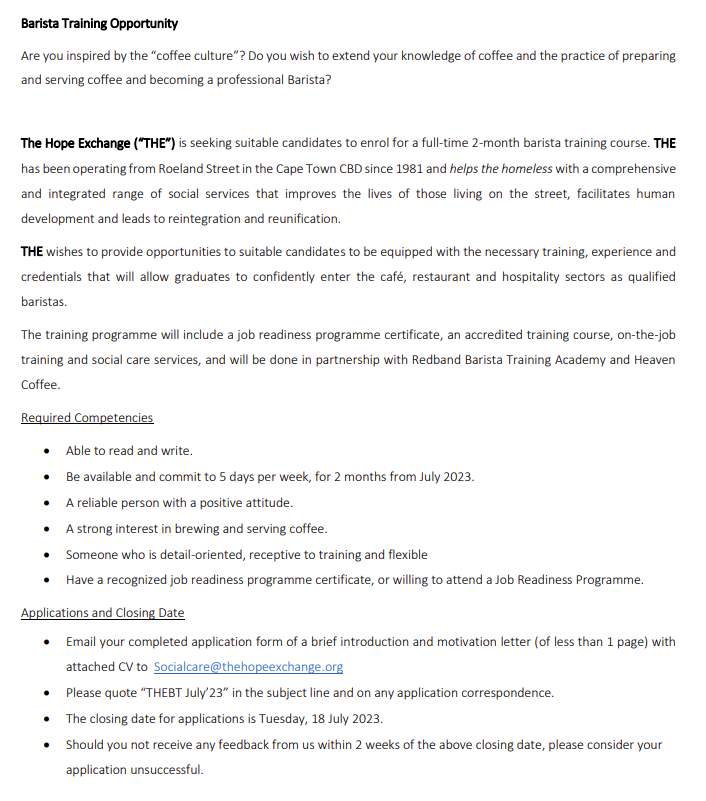 Barista Training Opportunity
Are you inspired by the “coffee culture”? Do you wish to extend your knowledge of coffee and the practice of preparing
and serving coffee and becoming a professional Barista?
The Hope Exchange (“THE”) is seeking suitable candidates to enrol for a full-time 2-month barista training course. THE
has been operating from Roeland Street in the Cape Town CBD since 1981 and helps the homeless with a comprehensive
and integrated range of social services that improves the lives of those living on the street, facilitates human
development and leads to reintegration and reunification.
THE wishes to provide opportunities to suitable candidates to be equipped with the necessary training, experience and
credentials that will allow graduates to confidently enter the café, restaurant and hospitality sectors as qualified
baristas.
The training programme will include a job readiness programme certificate, an accredited training course, on-the-job
training and social care services, and will be done in partnership with Redband Barista Training Academy and Heaven
Coffee.
Required Competencies
• Able to read and write.
• Be available and commit to 5 days per week, for 2 months from July 2023.
• A reliable person with a positive attitude.
• A strong interest in brewing and serving coffee.
• Someone who is detail-oriented, receptive to training and flexible
• Have a recognized job readiness programme certificate, or willing to attend a Job Readiness Programme.
Applications and Closing Date
• Email your completed application form of a brief introduction and motivation letter (of less than 1 page) with
attached CV to Socialcare@thehopeexchange.org
• Please quote “THEBT July’23” in the subject line and on any application correspondence.
• The closing date for applications is Tuesday, 18 July 2023.
• Should you not receive any feedback from us within 2 weeks of the above closing date, please consider your
application unsuccessful.